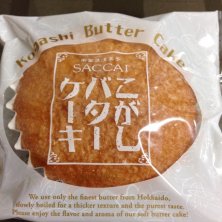 Kogashi Butter Cake
SACCAI
こがし
バター
ケーキ
We use only the finest butter from Hokkaido,
slowly boiled for a thicker texture and the purest taste.
Please enjoy the flavor and aroma of our soft butter cake!